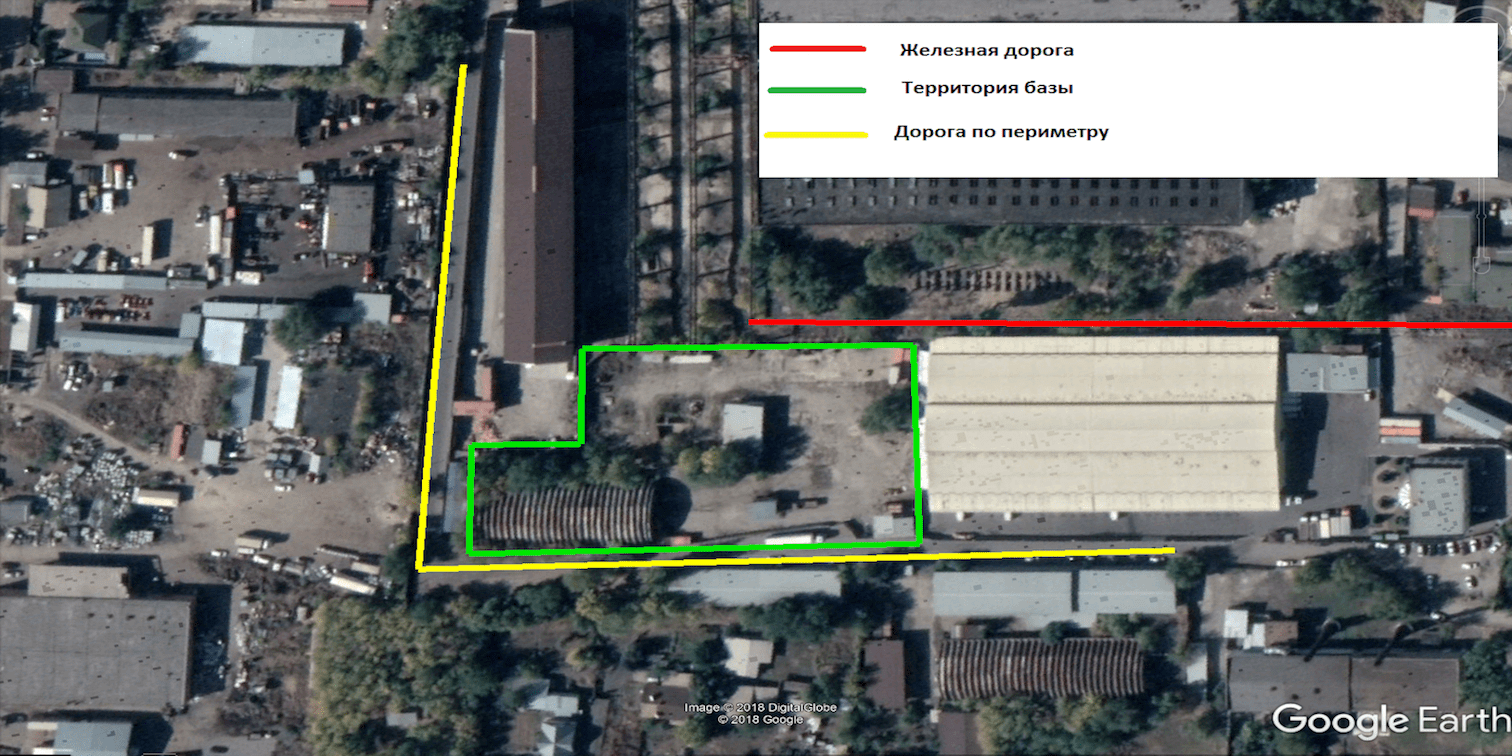 Железная дорога
Территория базы
Дорога по периметру
Image © 2018 DigitalGlobe
© 2018 Google
Google Earth